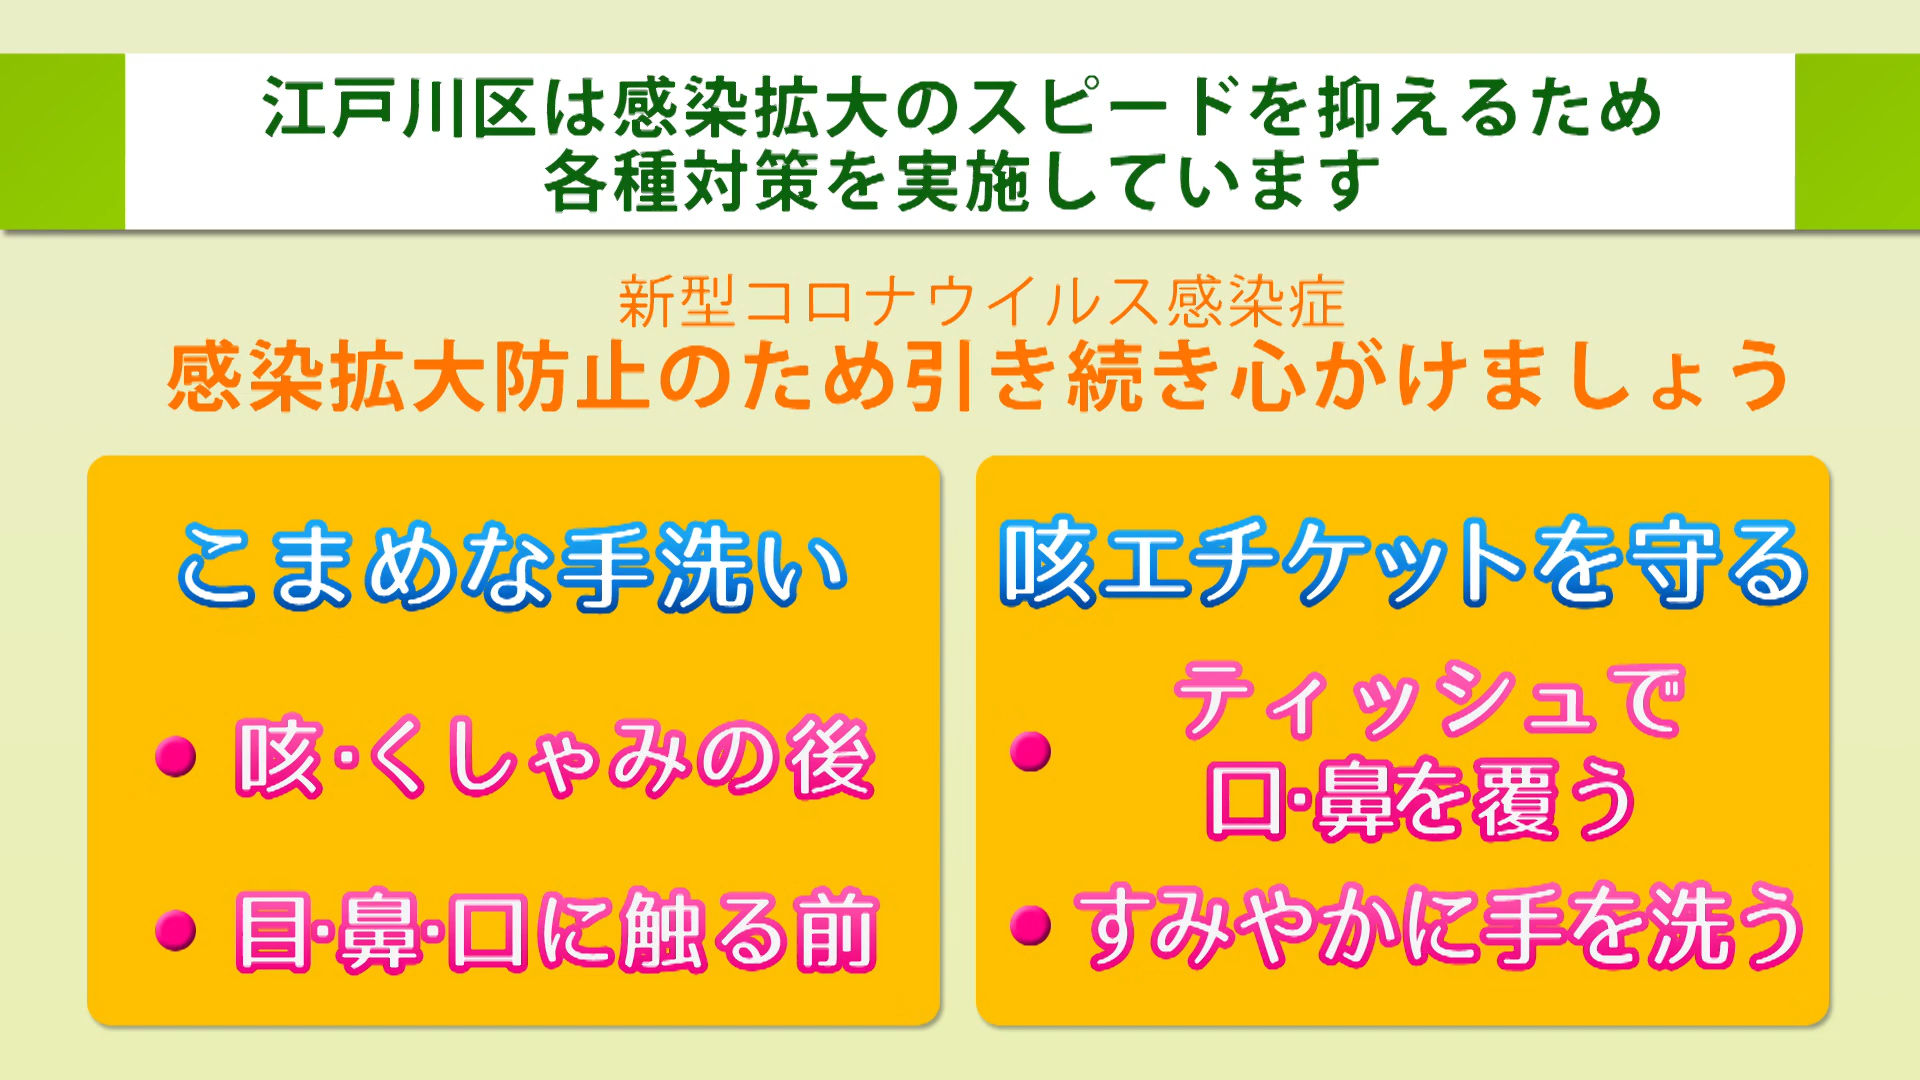 江戸川区は感染拡大のスピードを抑えるため
各種対策を実施しています
新型コロナウイルス感染症
感染拡大防止のため引き続き心がけましょう
こまめな手洗い
● 咳・くしゃみの後
● 目・鼻・口に触る前
咳エチケットを守る
● ティッシュで
口・鼻を覆う
● すみやかに手を洗う